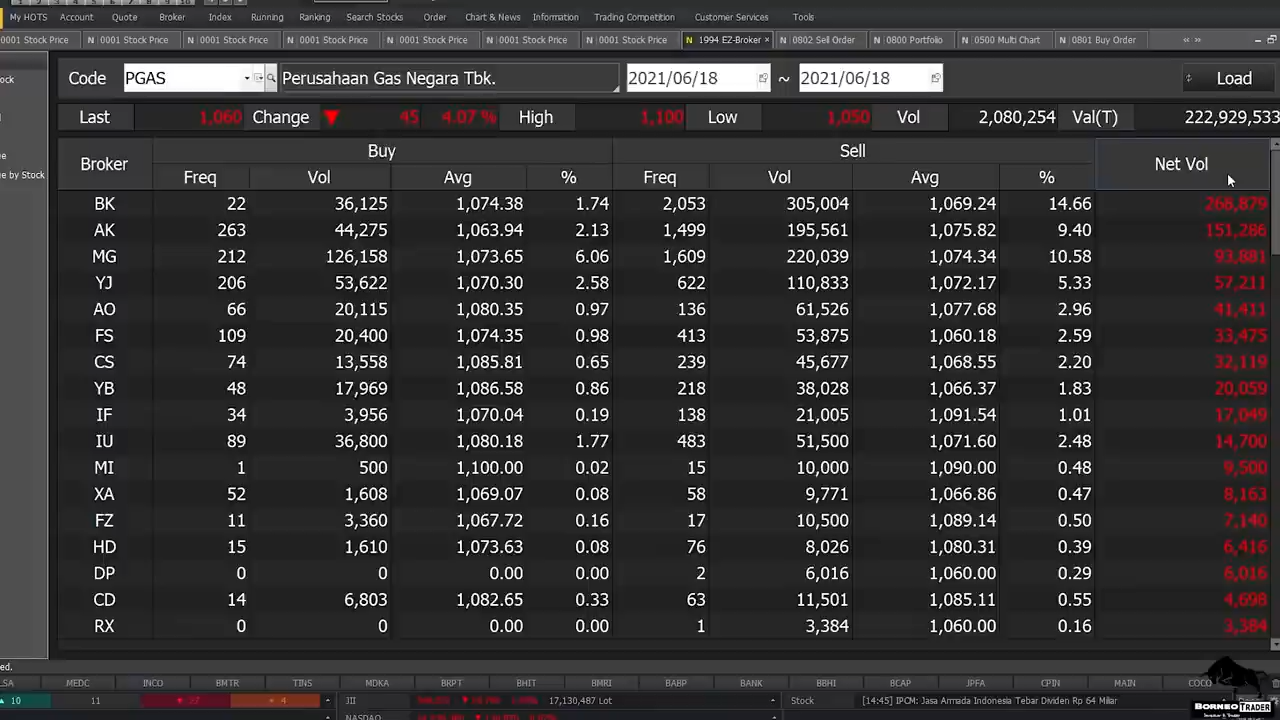 My HOTS Account Quote Broker Index Running Ranking Search Stocks Order Chart & News Information Trading Competition Customer Services Tools
0001 Stock Price N 0001 Stock Price N 0001 Stock Price N 0001 Stock Price N 0001 Stock Price N 0001 Stock Price N 0001 Stock Price N 1994 EZ-Broker × N 0802 Sell Order N 0800 Portfolio N 0500 Multi Chart N 0801 Buy Order
Code PGAS Perusahaan Gas Negara Tbk. 2021/06/18 ~ 2021/06/18 Load
Last 1,060 Change ▼ 45 4.07 % High 1,100 Low 1,050 Vol 2,080,254 Val(T) 222,929,533
Broker Buy Sell Net Vol
Freq Vol Avg % Freq Vol Avg %
BK 22 36,125 1,074.38 1.74 2,053 305,004 1,069.24 14.66 268,879
AK 263 44,275 1,063.94 2.13 1,499 195,561 1,075.82 9.40 151,286
MG 212 126,158 1,073.65 6.06 1,609 220,039 1,074.34 10.58 93,881
YJ 206 53,622 1,070.30 2.58 622 110,833 1,072.17 5.33 57,211
AO 66 20,115 1,080.35 0.97 136 61,526 1,077.68 2.96 41,411
FS 109 20,400 1,074.35 0.98 413 53,875 1,060.18 2.59 33,475
CS 74 13,558 1,085.81 0.65 239 45,677 1,068.55 2.20 32,119
YB 48 17,969 1,086.58 0.86 218 38,028 1,066.37 1.83 20,059
IF 34 3,956 1,070.04 0.19 138 21,005 1,091.54 1.01 17,049
IU 89 36,800 1,080.18 1.77 483 51,500 1,071.60 2.48 14,700
MI 1 500 1,100.00 0.02 15 10,000 1,090.00 0.48 9,500
XA 52 1,608 1,069.07 0.08 58 9,771 1,066.86 0.47 8,163
FZ 11 3,360 1,067.72 0.16 17 10,500 1,089.14 0.50 7,140
HD 15 1,610 1,073.63 0.08 76 8,026 1,080.31 0.39 6,416
DP 0 0 0.00 0.00 2 6,016 1,060.00 0.29 6,016
CD 14 6,803 1,082.65 0.33 63 11,501 1,085.11 0.55 4,698
RX 0 0 0.00 0.00 1 3,384 1,060.00 0.16 3,384
e by Stock
MEDC INCO BMTR TINS MDKA BRPT BHIT BMRI BABP BANK BBHI BCAP JPFA CPIN MAIN COCO
▲ 10 11 ▼ 27 ▼ 4 JII 17,130,487 Lot Stock [14:45] IPCM: Jasa Armada Indonesia Tebar Dividen Rp 64 Miliar
NASDAQ
BORNEO TRADER